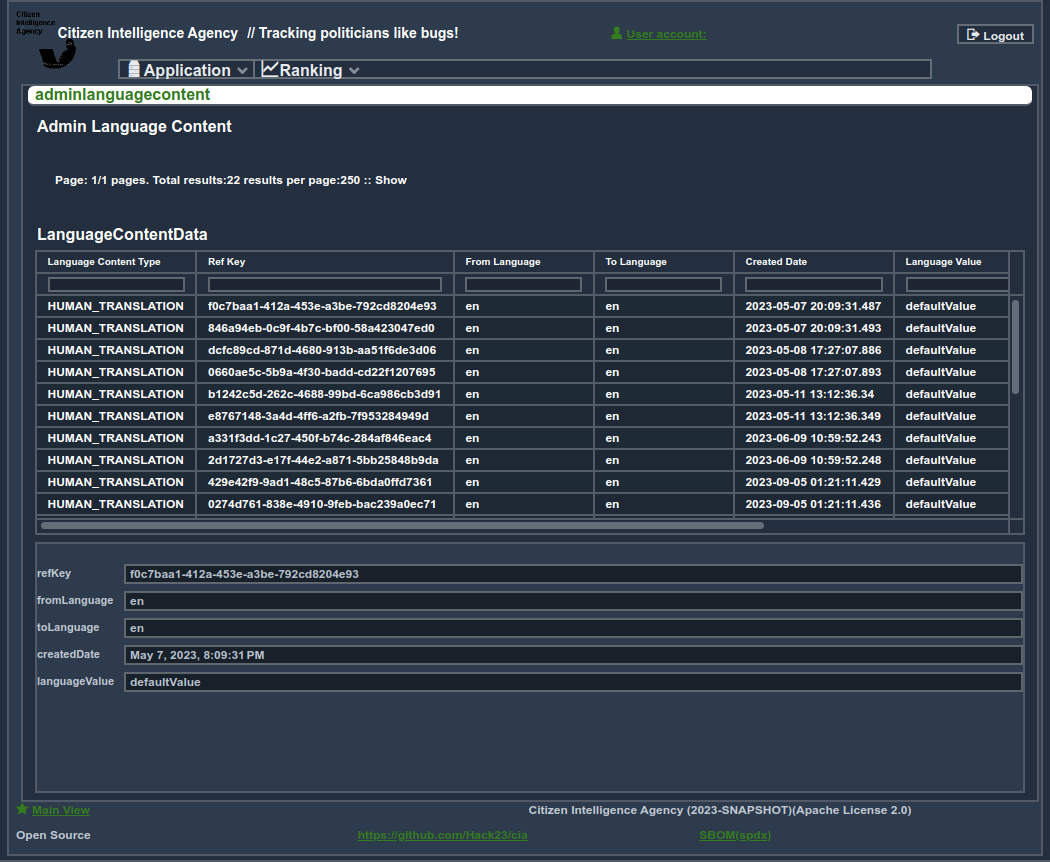 Citizen
Intelligence
Agency
Citizen Intelligence Agency // Tracking politicians like bugs!
User account:
Logout
Application Ranking
adminlanguagecontent
Admin Language Content
Page: 1/1 pages. Total results:22 results per page:250 :: Show
LanguageContentData
Language Content Type Ref Key From Language To Language Created Date Language Value
HUMAN_TRANSLATION f0c7baa1-412a-453e-a3be-792cd8204e93 en en 2023-05-07 20:09:31.487 defaultValue
HUMAN_TRANSLATION 846a94eb-0c9f-4b7c-bf00-58a423047ed0 en en 2023-05-07 20:09:31.493 defaultValue
HUMAN_TRANSLATION dcfc89cd-871d-4680-913b-aa51f6de3d06 en en 2023-05-08 17:27:07.886 defaultValue
HUMAN_TRANSLATION 0660ae5c-5b9a-4f30-badd-cd22f1207695 en en 2023-05-08 17:27:07.893 defaultValue
HUMAN_TRANSLATION b1242c5d-262c-4688-99bd-6ca986cb3d91 en en 2023-05-11 13:12:36.34 defaultValue
HUMAN_TRANSLATION e8767148-3a4d-4ff6-a2fb-7f953284949d en en 2023-05-11 13:12:36.349 defaultValue
HUMAN_TRANSLATION a331f3dd-1c27-450f-b74c-284af846eac4 en en 2023-06-09 10:59:52.243 defaultValue
HUMAN_TRANSLATION 2d1727d3-e17f-44e2-a871-5bb25848b9da en en 2023-06-09 10:59:52.248 defaultValue
HUMAN_TRANSLATION 429e42f9-9ad1-48c5-87b6-6bda0ffd7361 en en 2023-09-05 01:21:11.429 defaultValue
HUMAN_TRANSLATION 0274d761-838e-4910-9feb-bac239a0ec71 en en 2023-09-05 01:21:11.436 defaultValue
refKey f0c7baa1-412a-453e-a3be-792cd8204e93
fromLanguage en
toLanguage en
createdDate May 7, 2023, 8:09:31 PM
languageValue defaultValue
Main View Citizen Intelligence Agency (2023-SNAPSHOT)(Apache License 2.0)
Open Source https://github.com/Hack23/cia SBOM(spdx)